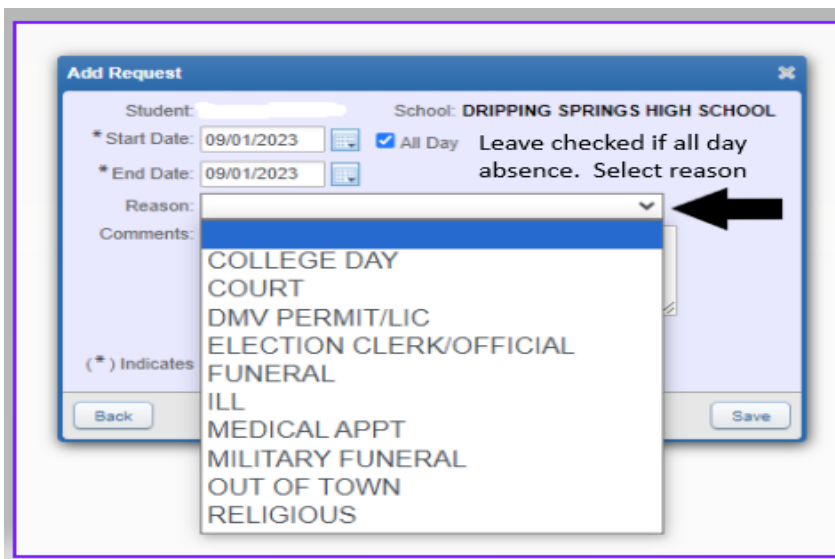 Add Request
Student: School: DRIPPING SPRINGS HIGH SCHOOL
* Start Date: 09/01/2023 All Day Leave checked if all day
* End Date: 09/01/2023 absence. Select reason
Reason:
Comments:
COLLEGE DAY
COURT
DMV PERMIT/LIC
ELECTION CLERK/OFFICIAL
(*) Indicates
FUNERAL
ILL
Back Save
MEDICAL APPT
MILITARY FUNERAL
OUT OF TOWN
RELIGIOUS